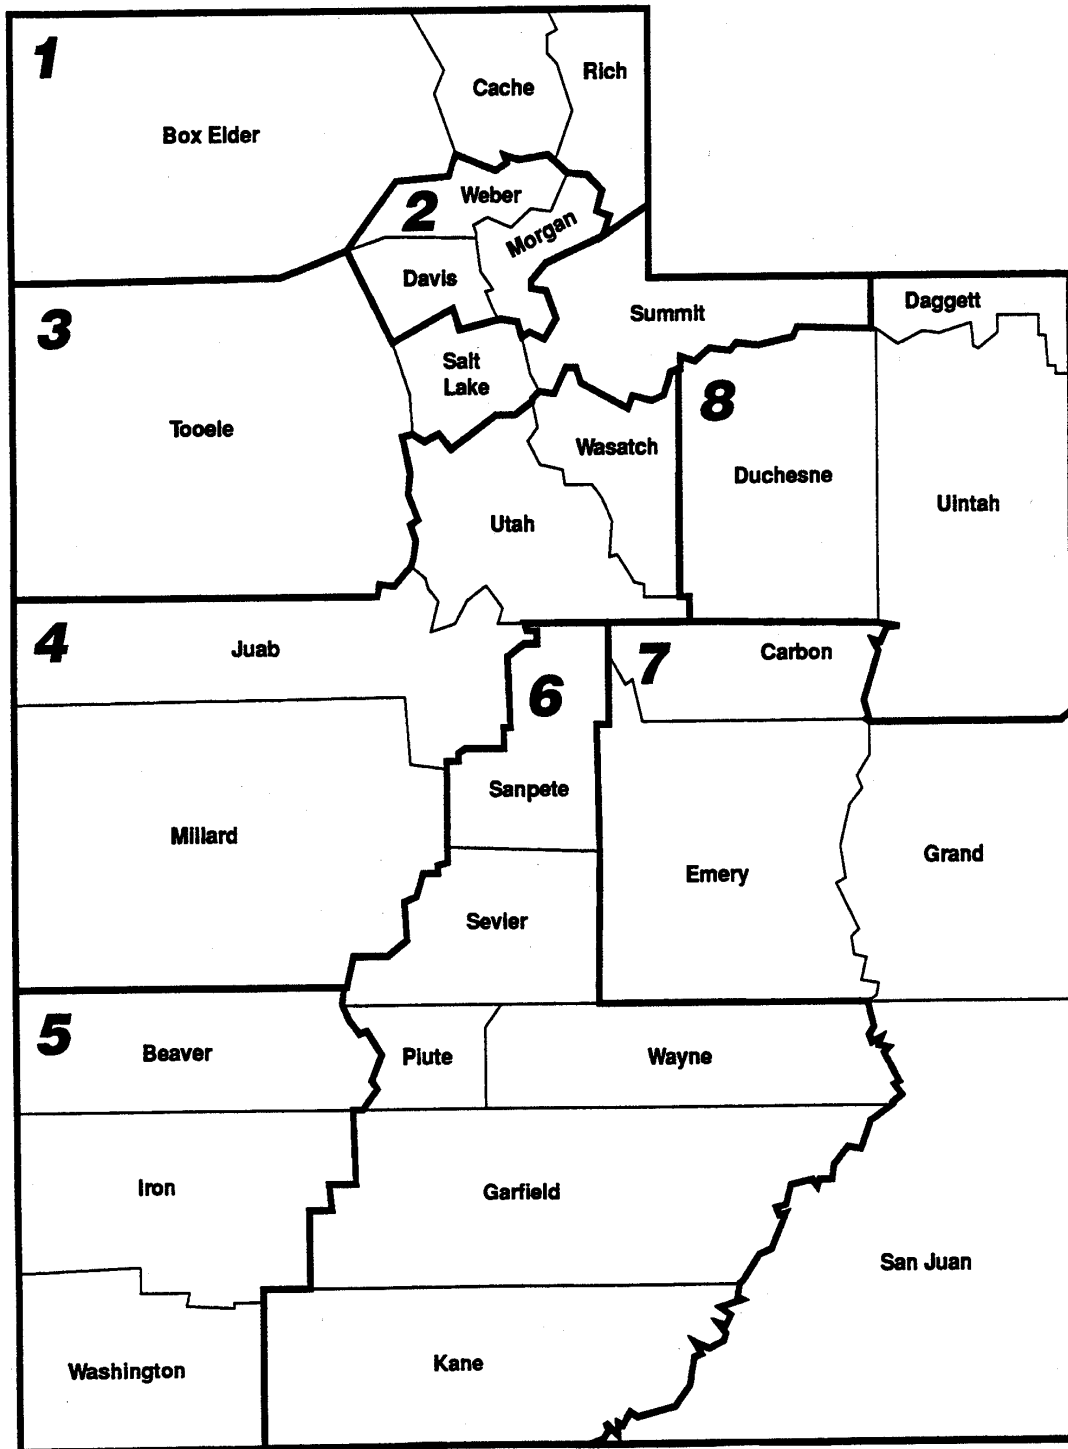 1
Cache
Rich
Box Elder
2
Weber
Morgan
Davis
3
Summit
Daggett
Salt
Lake
8
Tooele
Wasatch
Duchesne
Uintah
Utah
4
Juab
7
Carbon
6
Sanpete
Millard
Emery
Grand
Sevier
5
Beaver
Piute
Wayne
Iron
Garfield
San Juan
Washington
Kane